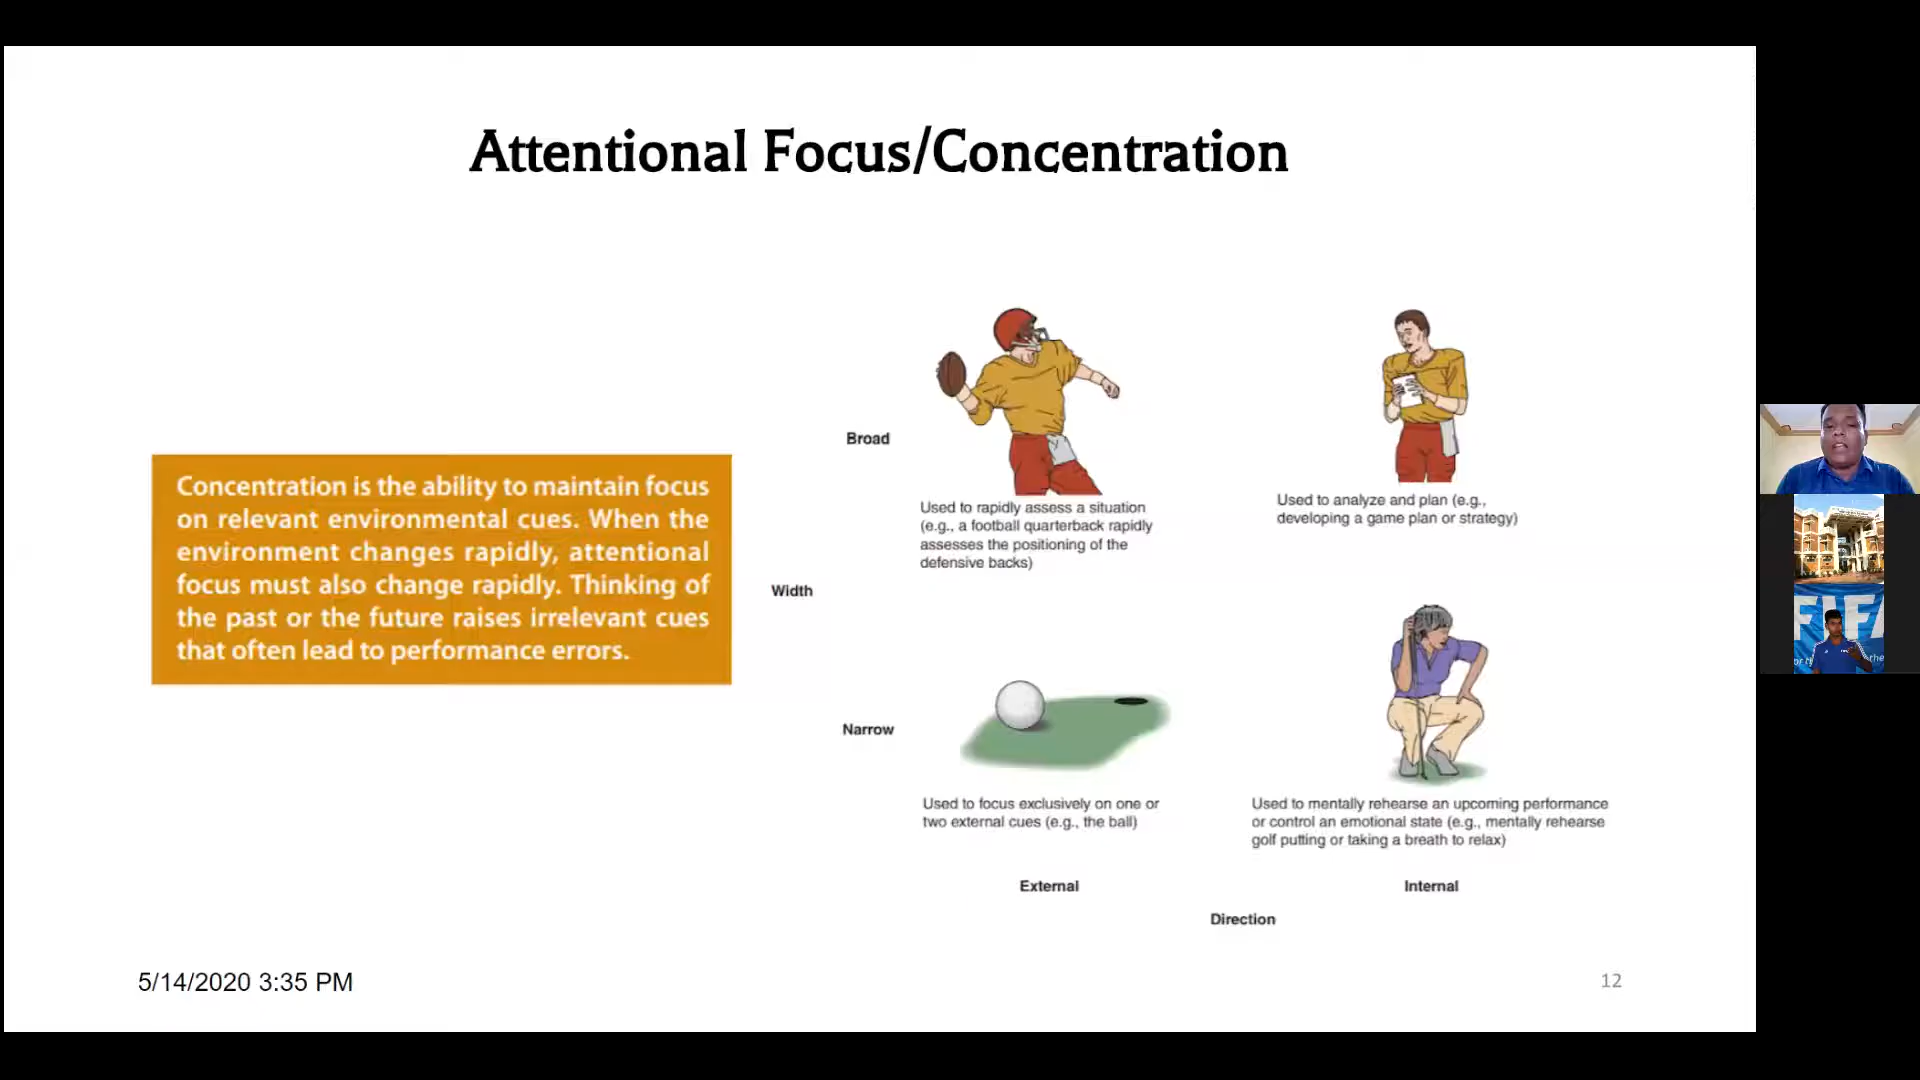 Attentional Focus/Concentration
Concentration is the ability to maintain focus
on relevant environmental cues. When the
environment changes rapidly, attentional
focus must also change rapidly. Thinking of
the past or the future raises irrelevant cues
that often lead to performance errors.
Width
Broad
Used to rapidly assess a situation
(e.g., a football quarterback rapidly
assesses the positioning of the
defensive backs)
Used to analyze and plan (e.g.,
developing a game plan or strategy)
Narrow
Used to focus exclusively on one or
two external cues (e.g., the ball)
Used to mentally rehearse an upcoming performance
or control an emotional state (e.g., mentally rehearse
golf putting or taking a breath to relax)
External
Internal
Direction
5/14/2020 3:35 PM
12
FIFA
the